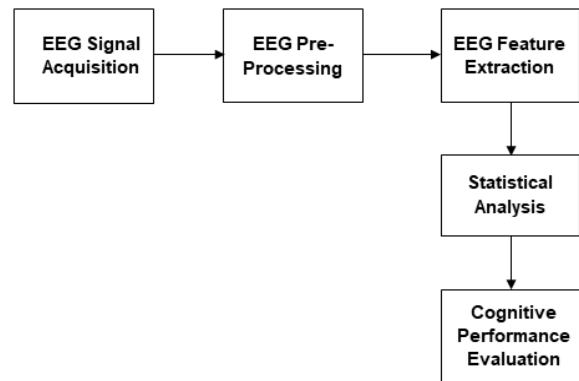 EEG Signal
Acquisition
EEG Pre-
Processing
EEG Feature
Extraction
Statistical
Analysis
Cognitive
Performance
Evaluation